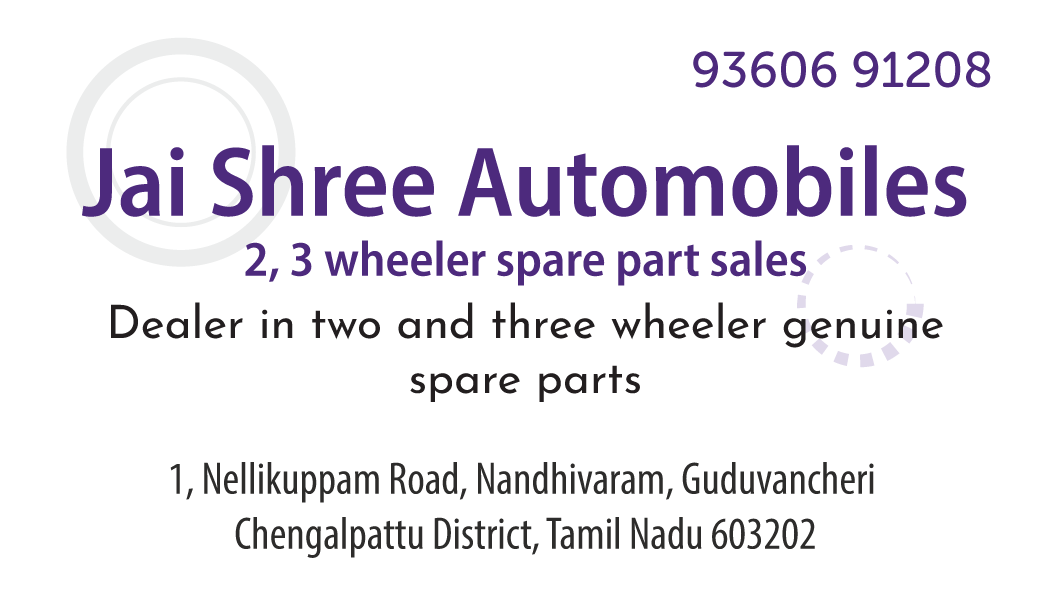 93606 91208
Jai Shree Automobiles
2, 3 wheeler spare part sales
Dealer in two and three wheeler genuine
spare parts
1, Nellikuppam Road, Nandhivaram, Guduvancheri
Chengalpattu District, Tamil Nadu 603202